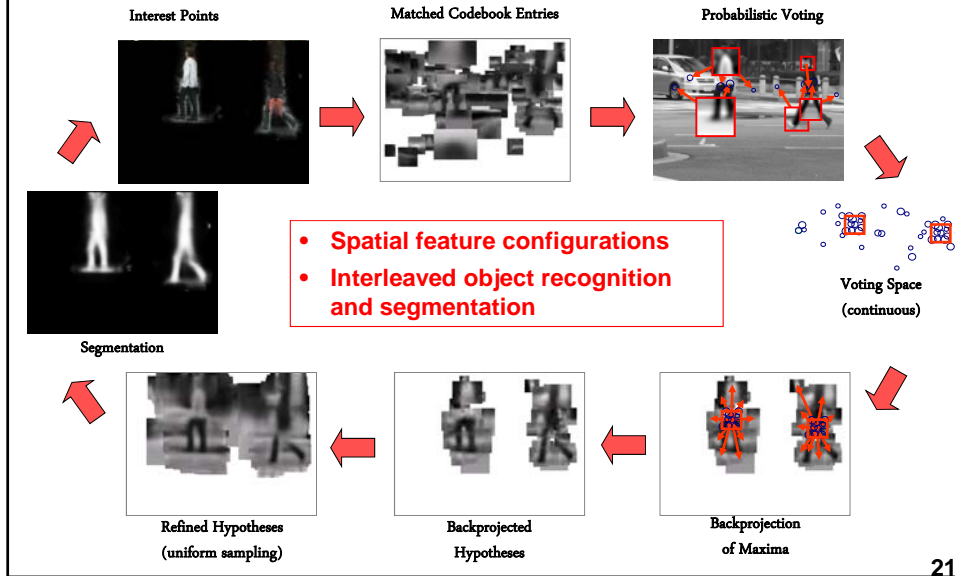 Interest Points
Matched Codebook Entries
Probabilistic Voting
• Spatial feature configurations
• Interleaved object recognition
and segmentation
Voting Space
(continuous)
Segmentation
Refined Hypotheses
(uniform sampling)
Backprojected
Hypotheses
Backprojection
of Maxima
21